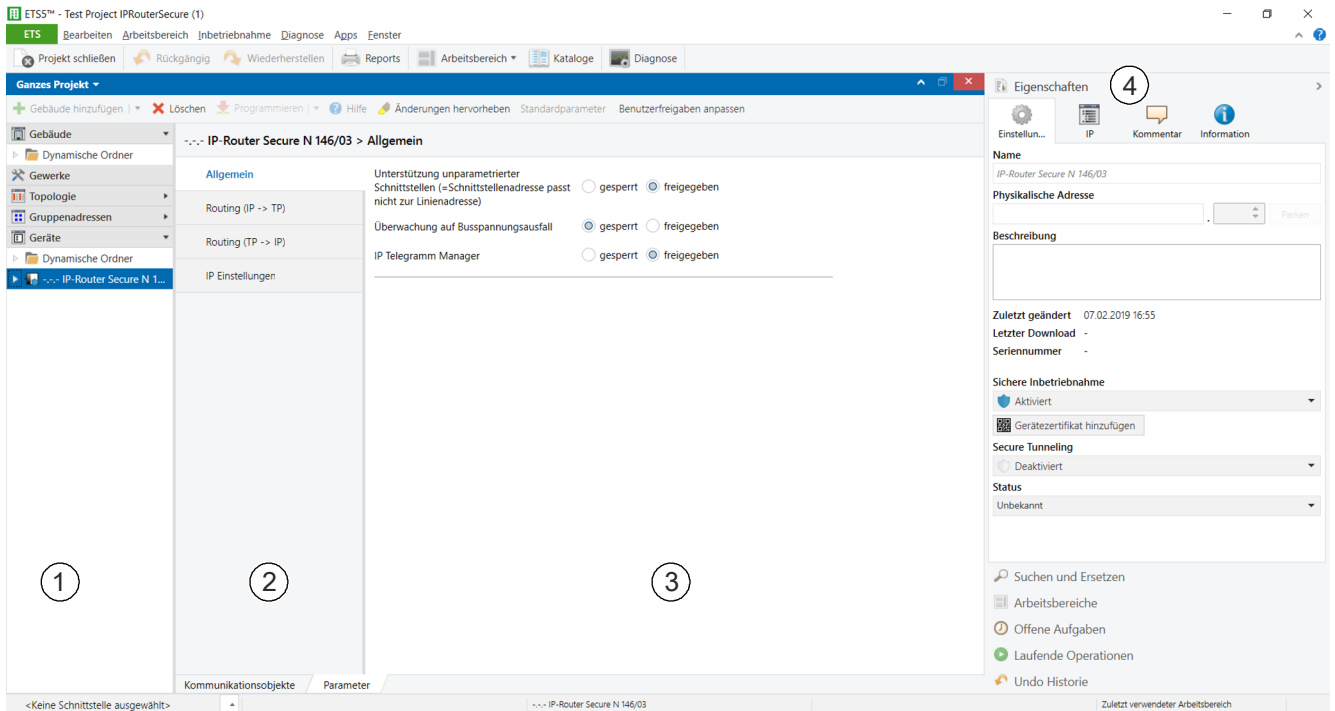 ETS5™ - Test Project IPRouterSecure (1)
ETS Bearbeiten Arbeitsbereich Inbetriebnahme Diagnose Apps Fenster
Projekt schließen Rückgängig Wiederherstellen Reports Arbeitsbereich Kataloge Diagnose
Ganzes Projekt
Gebäude hinzufügen Löschen Programmieren Hilfe Änderungen hervorheben Standardparameter Benutzerfreigaben anpassen
Gebäude
Dynamische Ordner
Gewerke
Topologie
Gruppenadressen
Geräte
Dynamische Ordner
-.-.- IP-Router Secure N 1...
1
-.-.- IP-Router Secure N 146/03 > Allgemein
Allgemein
Routing (IP -> TP)
Routing (TP -> IP)
IP Einstellungen
2
Unterstützung unparametrierter
Schnittstellen (=Schnittstellenadresse passt gesperrt freigegeben
nicht zur Linienadresse)
Überwachung auf Busspannungsausfall gesperrt freigegeben
IP Telegramm Manager gesperrt freigegeben
3
Kommunikationsobjekte Parameter
Eigenschaften
4
Einstellun... IP Kommentar Information
Name
IP-Router Secure N 146/03
Physikalische Adresse
. Parken
Beschreibung
Zuletzt geändert 07.02.2019 16:55
Letzter Download -
Seriennummer -
Sichere Inbetriebnahme
Aktiviert
Gerätezertifikat hinzufügen
Secure Tunneling
Deaktiviert
Status
Unbekannt
Suchen und Ersetzen
Arbeitsbereiche
Offene Aufgaben
Laufende Operationen
Undo Historie
<Keine Schnittstelle ausgewählt> -.-.- IP-Router Secure N 146/03 Zuletzt verwendeter Arbeitsbereich